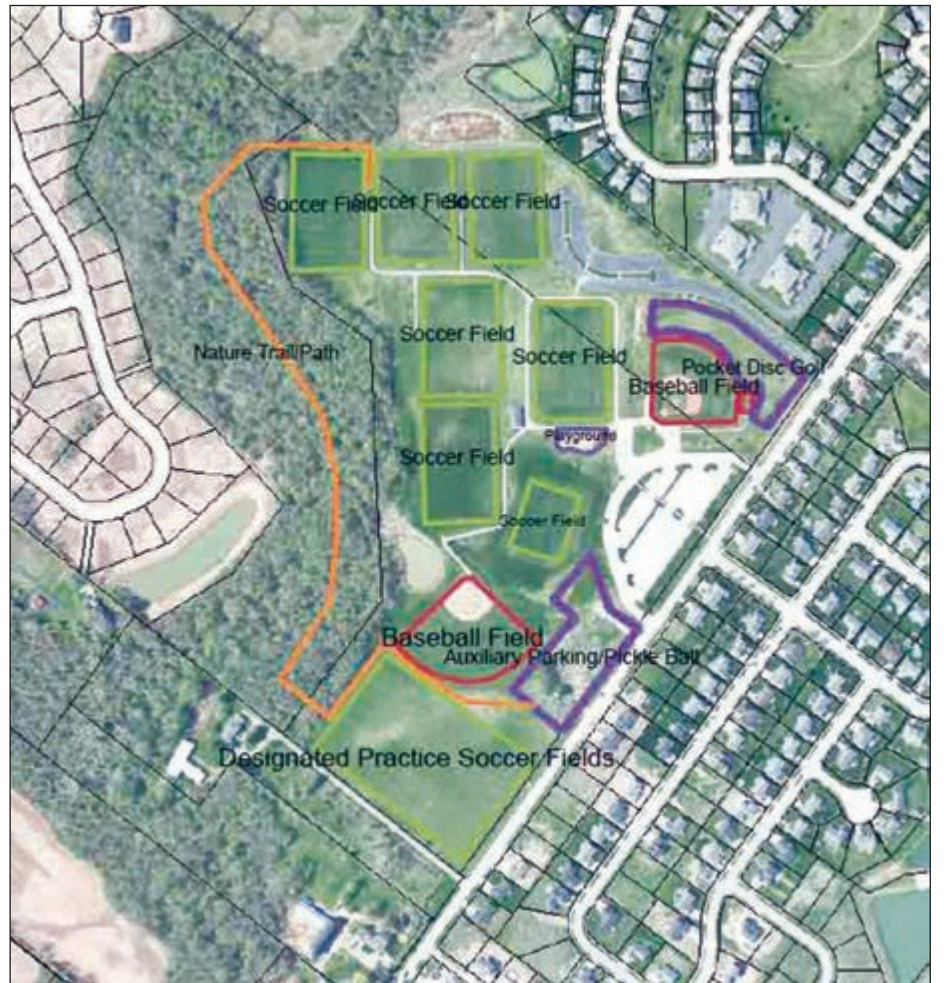 Soccer Field
Soccer Field
Soccer Field
Soccer Field
Soccer Field
Nature Trail/Path
Pocket Disc Golf
Baseball Field
Playground
Soccer Field
Soccer Field
Baseball Field
Auxiliary Parking/Pickle Ball
Designated Practice Soccer Fields